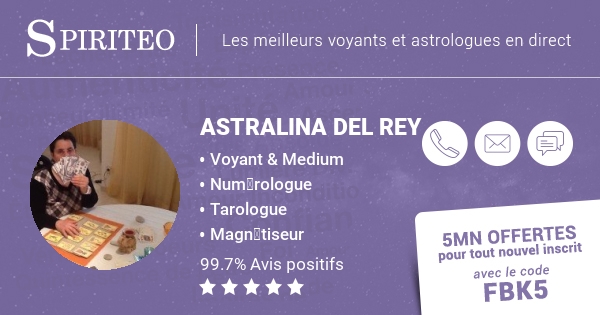 SPIRITEO
Les meilleurs voyants et astrologues en direct
ASTRALINA DEL REY
• Voyant & Medium
• Num▯rologue
• Tarologue
• Magn▯tiseur
99.7% Avis positifs
5MN OFFERTES
pour tout nouvel inscrit
avec le code
FBK5